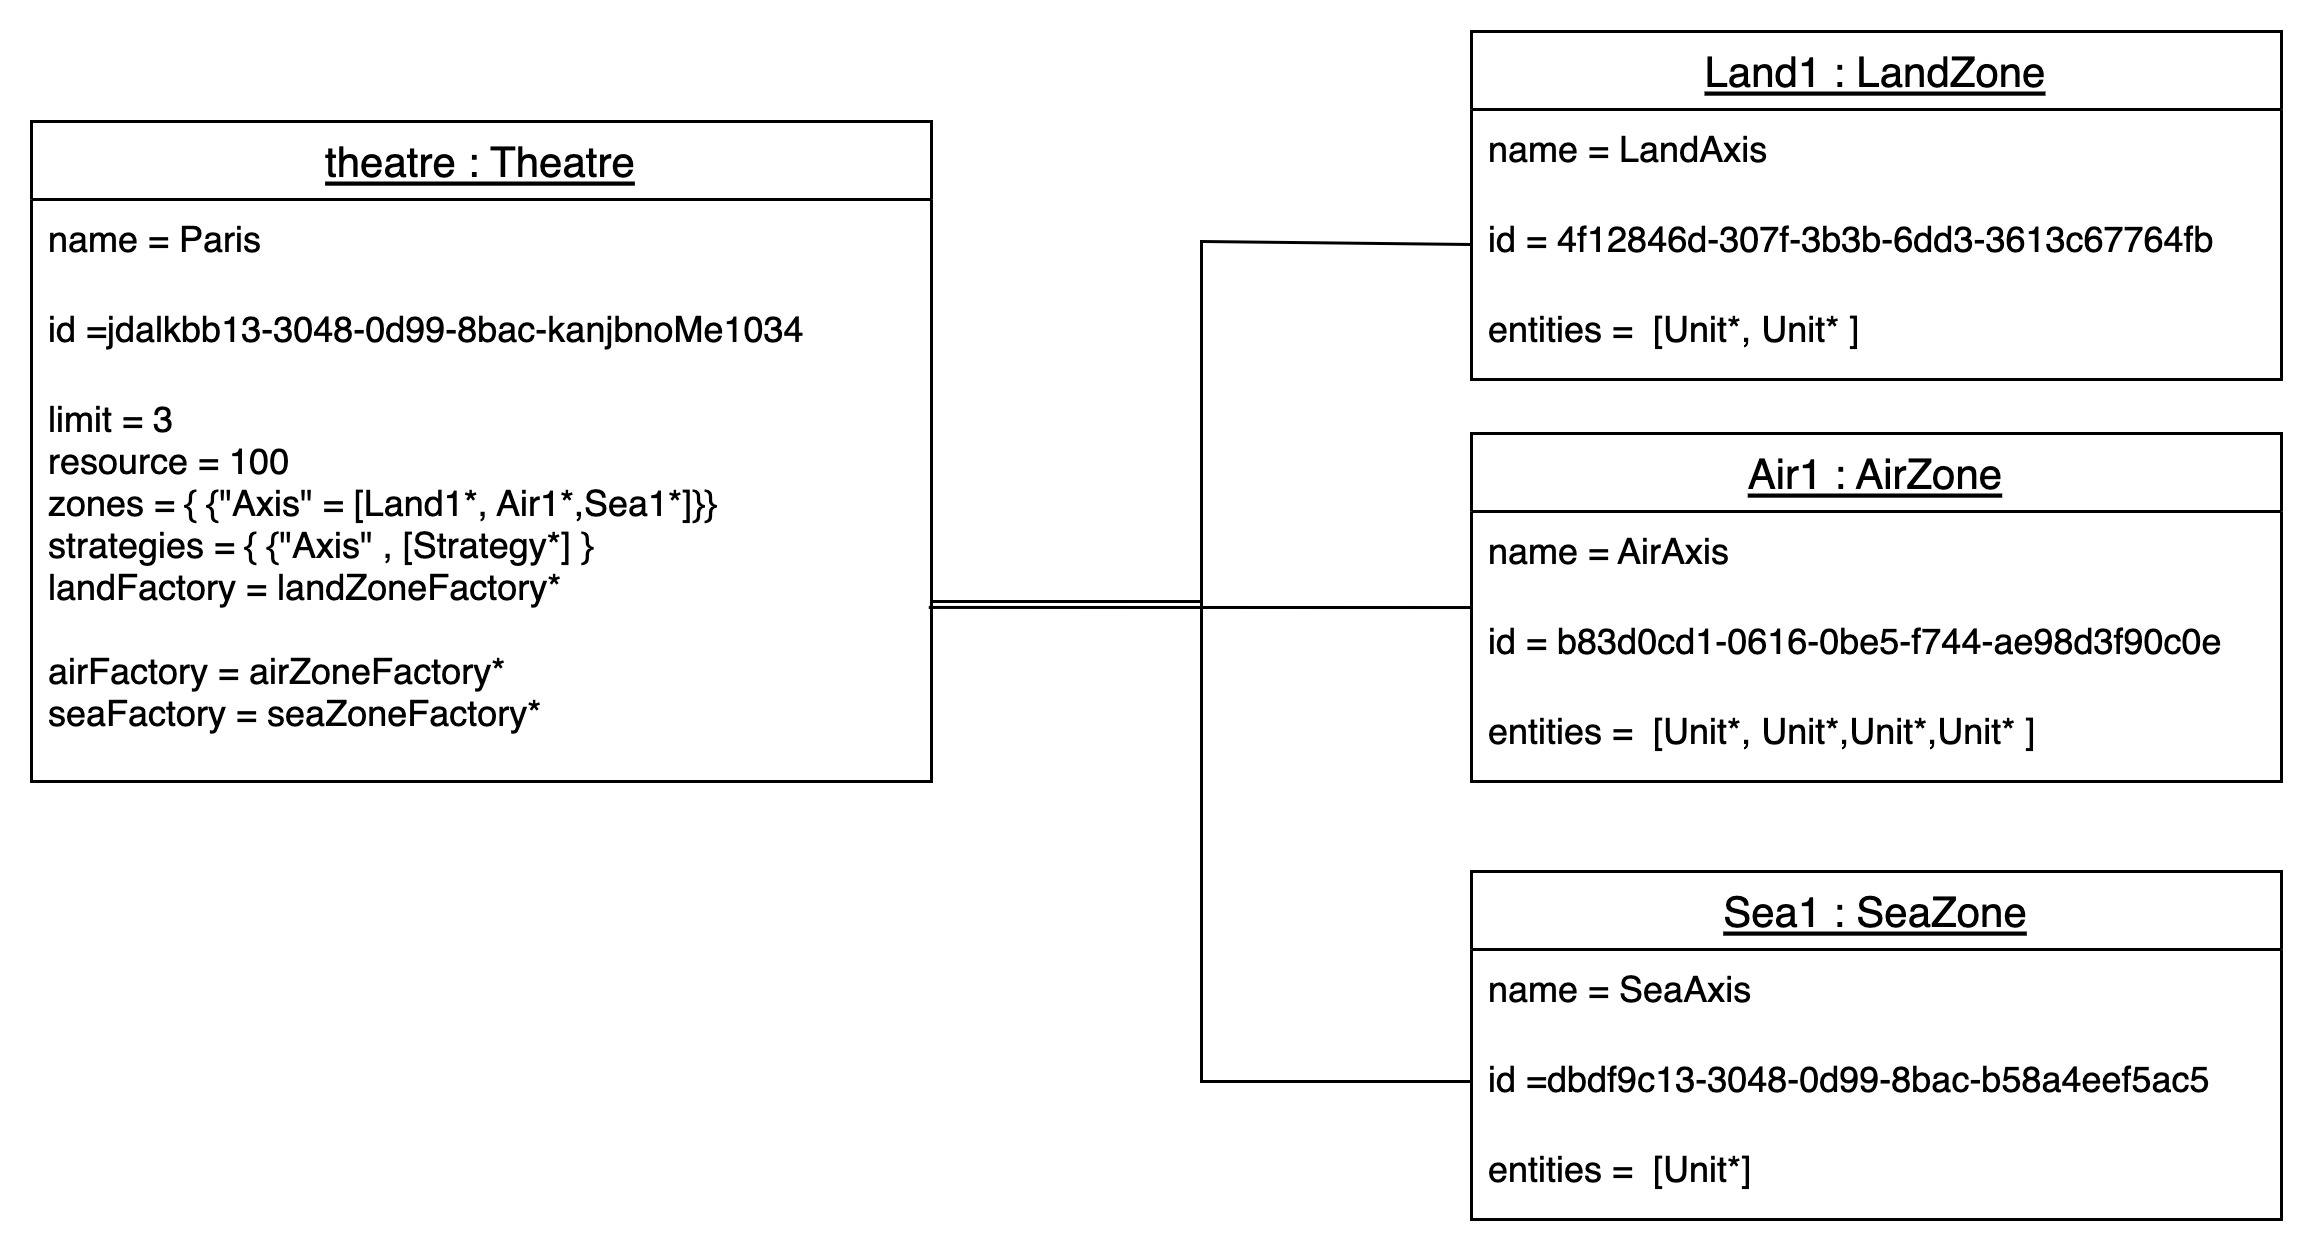 theatre : Theatre
name = Paris
id =jdalkbb13-3048-0d99-8bac-kanjbnoMe1034
limit = 3
resource = 100
zones = { {"Axis" = [Land1*, Air1*,Sea1*]}}
strategies = { {"Axis" , [Strategy*] }
landFactory = landZoneFactory*
airFactory = airZoneFactory*
seaFactory = seaZoneFactory*
Land1 : LandZone
name = LandAxis
id = 4f12846d-307f-3b3b-6dd3-3613c67764fb
entities =  [Unit*, Unit* ]
Air1 : AirZone
name = AirAxis
id = b83d0cd1-0616-0be5-f744-ae98d3f90c0e
entities =  [Unit*, Unit*,Unit*,Unit* ]
Sea1 : SeaZone
name = SeaAxis
id =dbdf9c13-3048-0d99-8bac-b58a4eef5ac5
entities =  [Unit*]